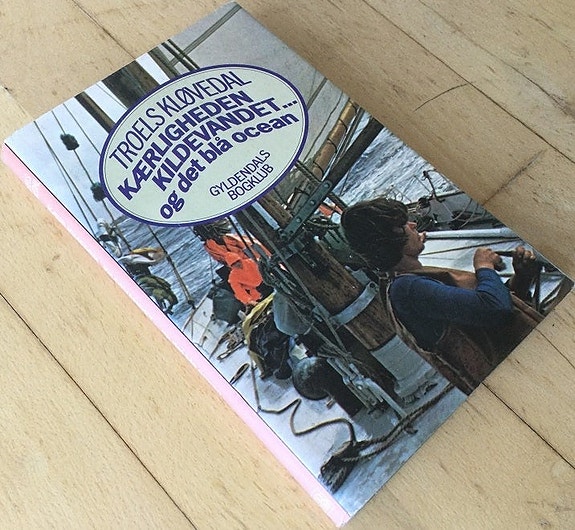 TROELS KLØVEDAL
KÆRLIGHEDEN
KILDEVANDET...
og det blå ocean
GYLDENDALS
BOGKLUB